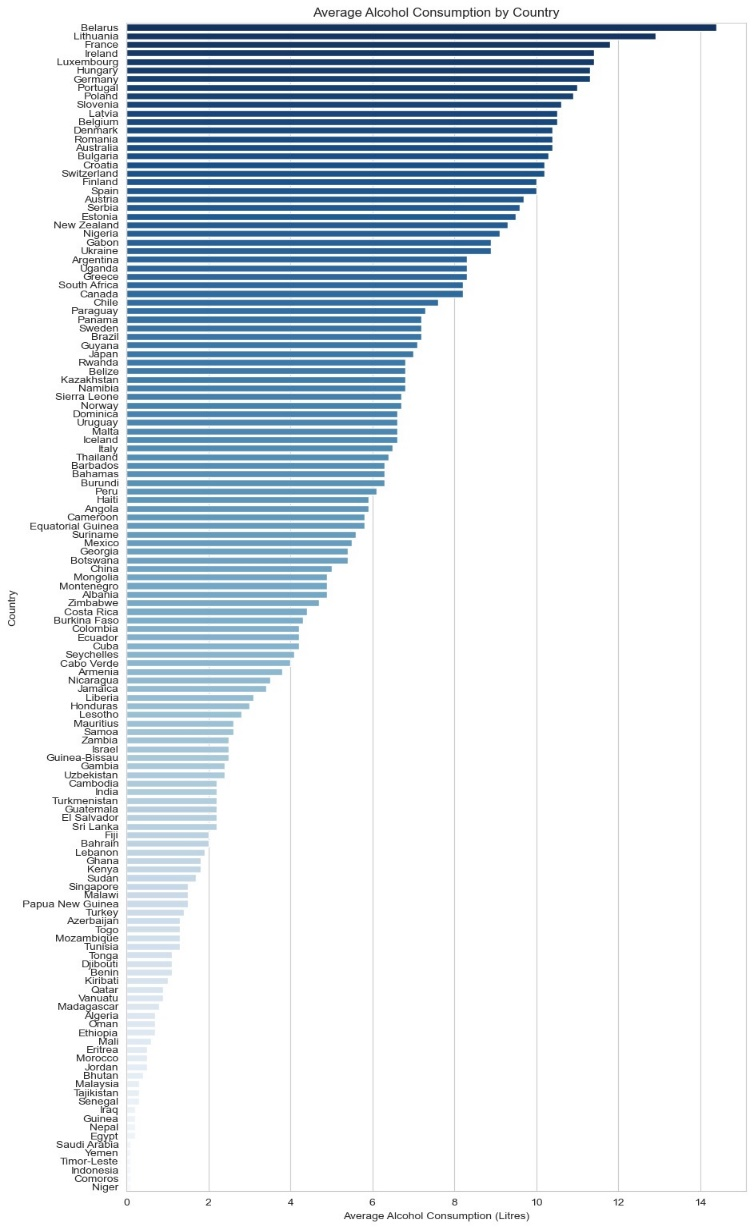 Average Alcohol Consumption by Country
Belarus
Lithuania
France
Ireland
Luxembourg
Hungary
Germany
Portugal
Poland
Slovenia
Latvia
Belgium
Denmark
Romania
Australia
Bulgaria
Croatia
Switzerland
Finland
Spain
Austria
Serbia
Estonia
New Zealand
Nigeria
Gabon
Ukraine
Argentina
Uganda
Greece
South Africa
Canada
Chile
Paraguay
Panama
Sweden
Brazil
Guyana
Japan
Rwanda
Belize
Kazakhstan
Namibia
Sierra Leone
Norway
Dominica
Uruguay
Malta
Iceland
Italy
Thailand
Barbados
Bahamas
Burundi
Peru
Haiti
Angola
Cameroon
Equatorial Guinea
Suriname
Mexico
Georgia
Botswana
China
Mongolia
Montenegro
Albania
Zimbabwe
Costa Rica
Burkina Faso
Colombia
Ecuador
Cuba
Seychelles
Cabo Verde
Armenia
Nicaragua
Jamaica
Liberia
Honduras
Lesotho
Mauritius
Samoa
Zambia
Israel
Guinea-Bissau
Gambia
Uzbekistan
Cambodia
India
Turkmenistan
Guatemala
El Salvador
Sri Lanka
Fiji
Bahrain
Lebanon
Ghana
Kenya
Sudan
Singapore
Malawi
Papua New Guinea
Turkey
Azerbaijan
Togo
Mozambique
Tunisia
Tonga
Djibouti
Benin
Kiribati
Qatar
Vanuatu
Madagascar
Algeria
Oman
Ethiopia
Mali
Eritrea
Morocco
Jordan
Bhutan
Malaysia
Tajikistan
Senegal
Iraq
Guinea
Nepal
Egypt
Saudi Arabia
Yemen
Timor-Leste
Indonesia
Comoros
Niger
Country
0 2 4 6 8 10 12 14
Average Alcohol Consumption (Litres)